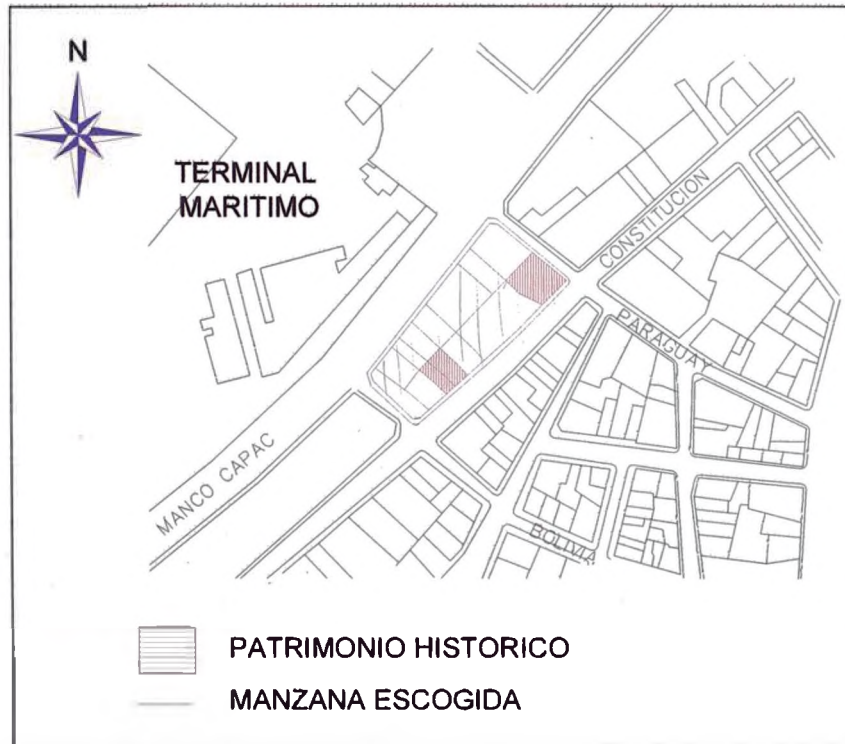 N
TERMINAL
MARITIMO
CONSTITUCION
PARAGUAY
MANCO CAPAC
BOLIVIA
PATRIMONIO HISTORICO
MANZANA ESCOGIDA